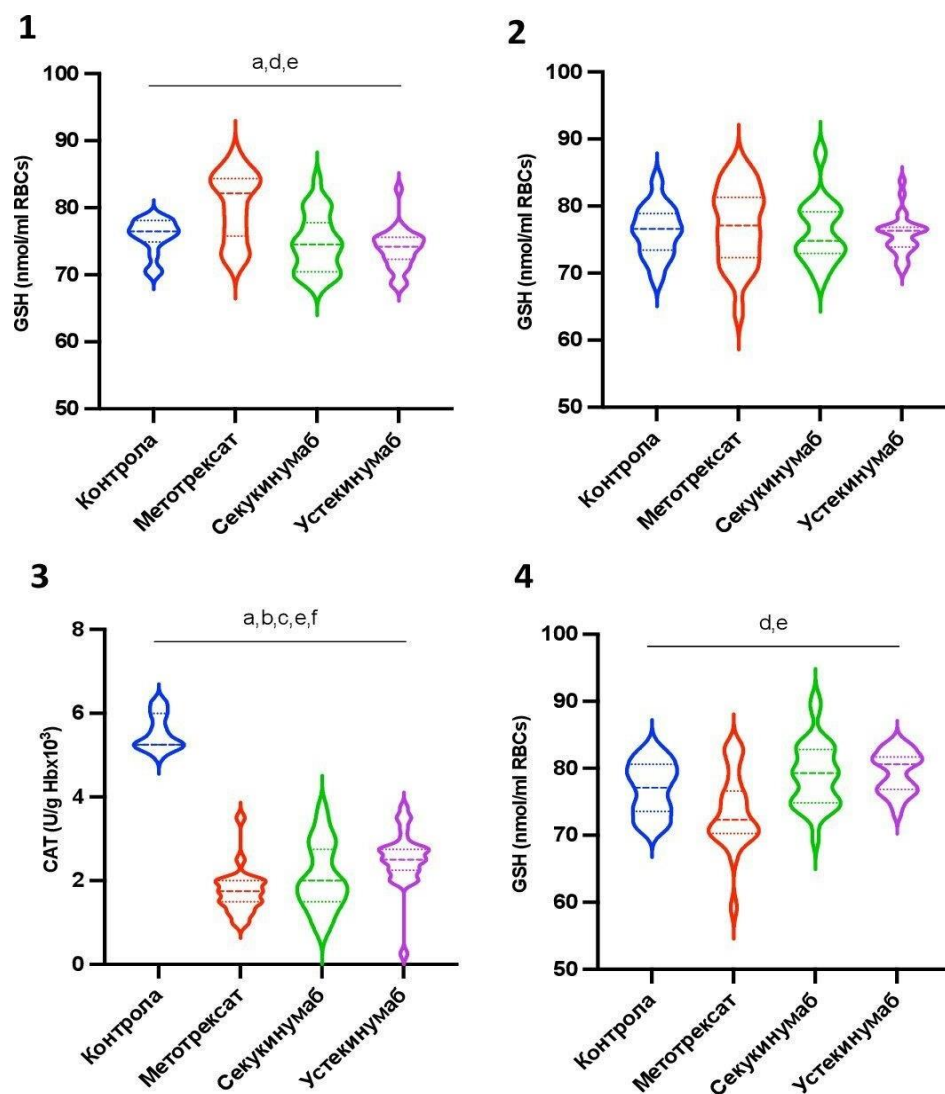 1
a,d,e
GSH (nmol/ml RBCs)
100
90
80
70
60
50
Контрола
Метотрексат
Секукинумаб
Устекинумаб
2
GSH (nmol/ml RBCs)
100
90
80
70
60
50
Контрола
Метотрексат
Секукинумаб
Устекинумаб
3
a,b,c,e,f
CAT (U/g Hbx10³)
8
6
4
2
0
Контрола
Метотрексат
Секукинумаб
Устекинумаб
4
d,e
GSH (nmol/ml RBCs)
100
90
80
70
60
50
Контрола
Метотрексат
Секукинумаб
Устекинумаб